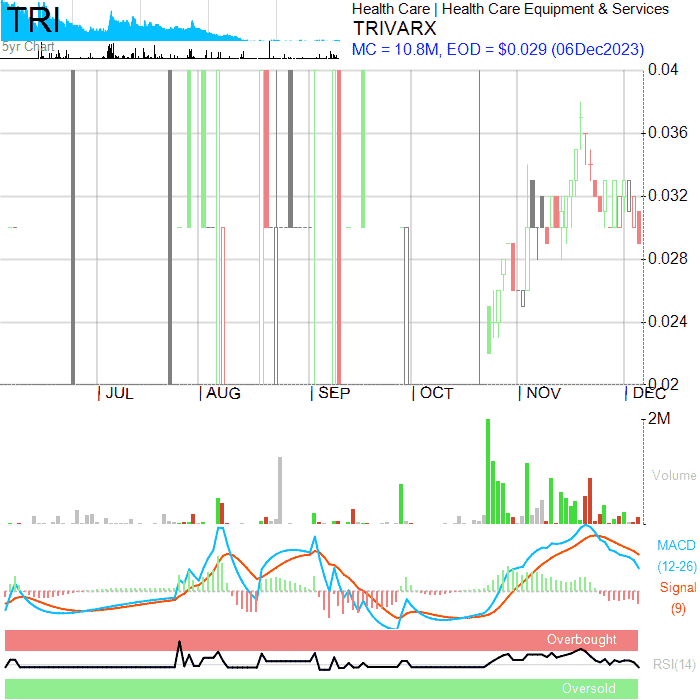 TRI
5yr Chart
Health Care | Health Care Equipment & Services
TRIVARX
MC = 10.8M, EOD = $0.029 (06Dec2023)
0.04
0.036
0.032
0.028
0.024
0.02
JUL
AUG
SEP
OCT
NOV
DEC
2M
Volume
MACD
(12-26)
Signal
(9)
Overbought
RSI(14)
Oversold